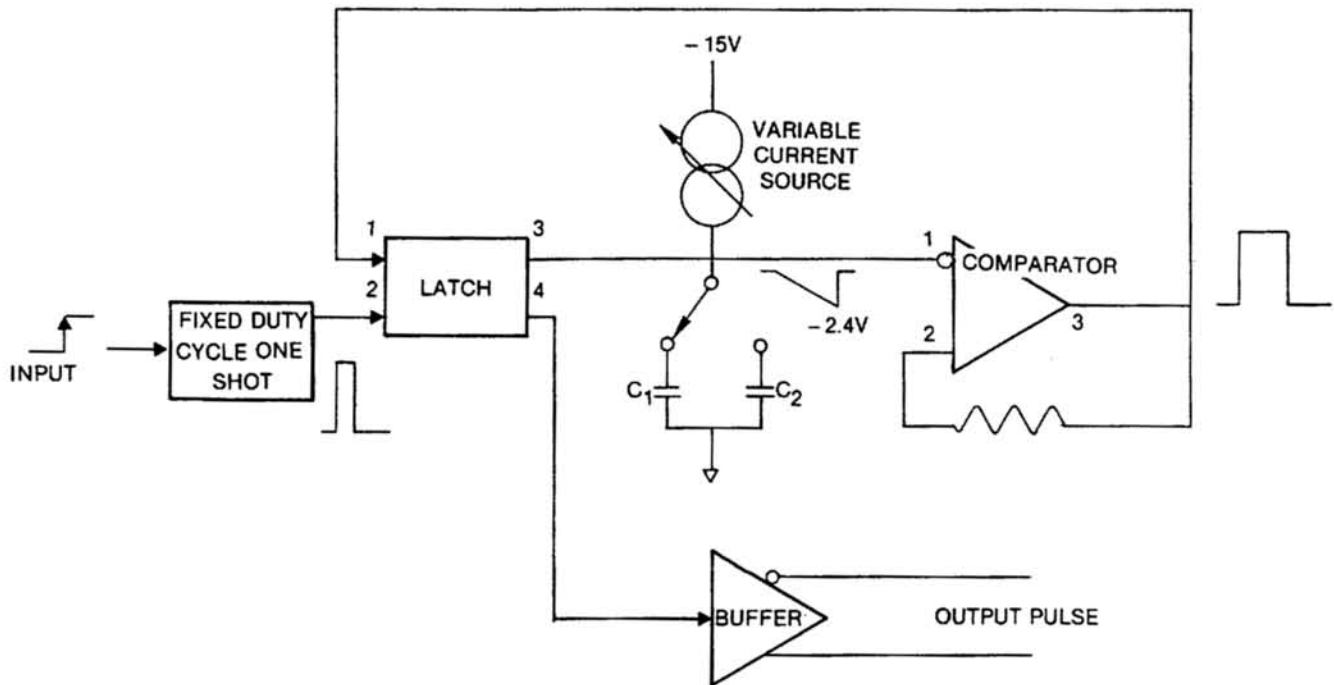 – 15V
VARIABLE
CURRENT
SOURCE
1
3
LATCH
2
4
1
COMPARATOR
– 2.4V
2
3
INPUT
FIXED DUTY
CYCLE ONE
SHOT
C1
C2
BUFFER
OUTPUT PULSE